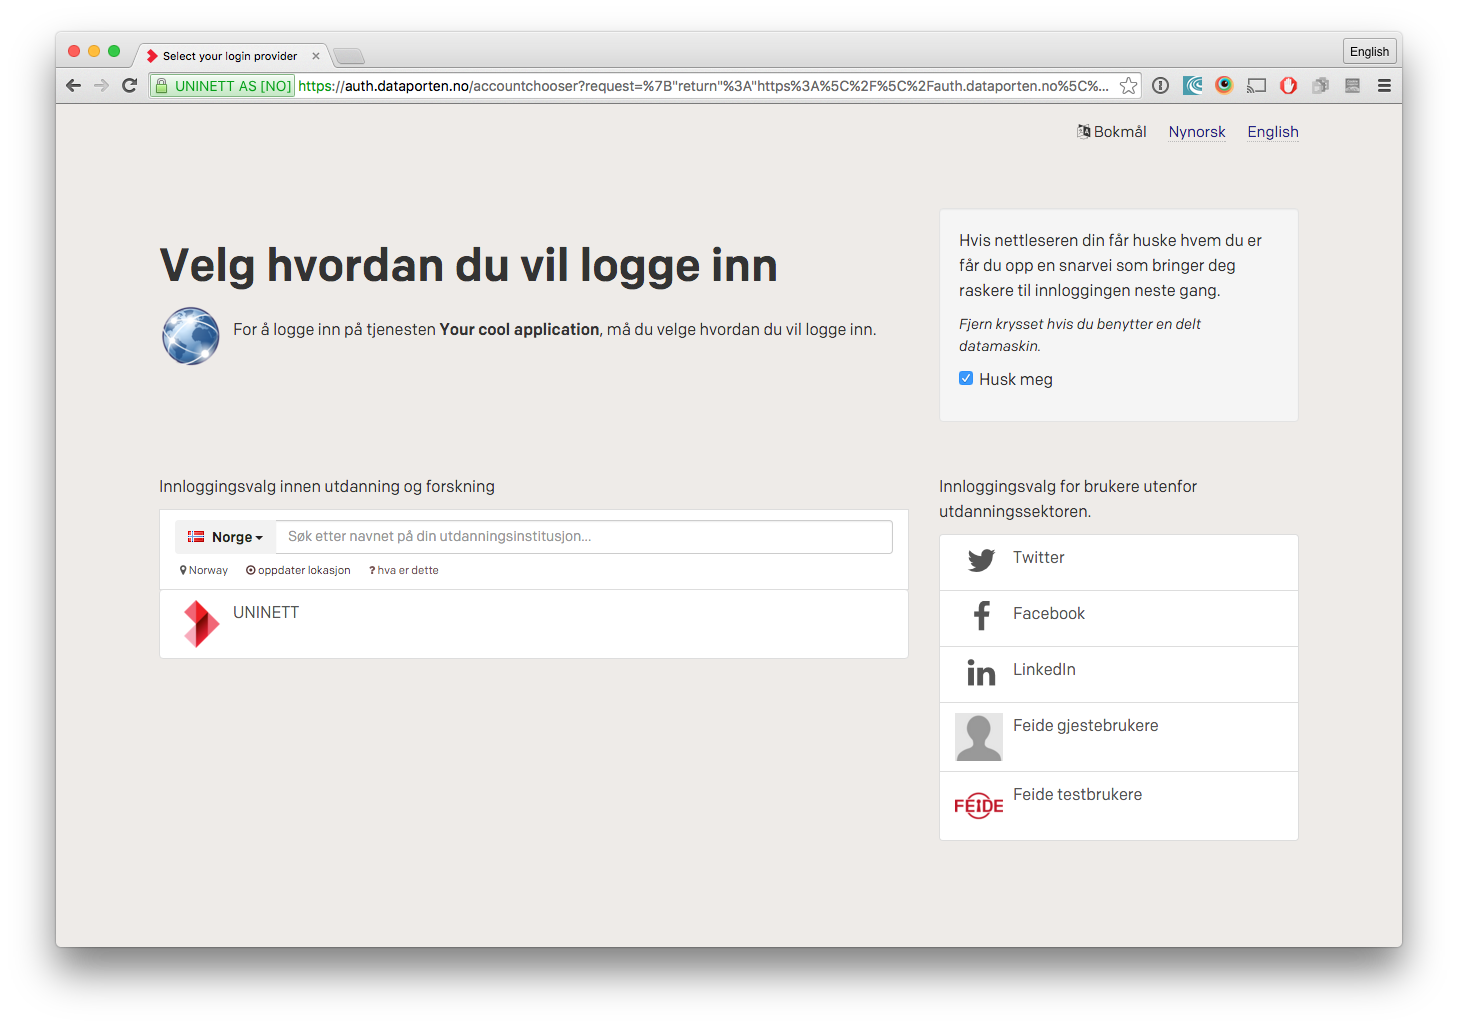 Select your login provider
English
UNINETT AS [NO] https://auth.dataporten.no/accountchooser?request=%7B"return"%3A"https%3A%5C%2F%5C%2Fauth.dataporten.no%5C%...
Bokmål Nynorsk English
Velg hvordan du vil logge inn
For å logge inn på tjenesten Your cool application, må du velge hvordan du vil logge inn.
Hvis nettleseren din får huske hvem du er
får du opp en snarvei som bringer deg
raskere til innloggingen neste gang.
Fjern krysset hvis du benytter en delt
datamaskin.
Husk meg
Innloggingsvalg innen utdanning og forskning
Norge
Søk etter navnet på din utdanningsinstitusjon...
Norway oppdater lokasjon ? hva er dette
UNINETT
Innloggingsvalg for brukere utenfor
utdanningssektoren.
Twitter
Facebook
LinkedIn
Feide gjestebrukere
FEIDE Feide testbrukere